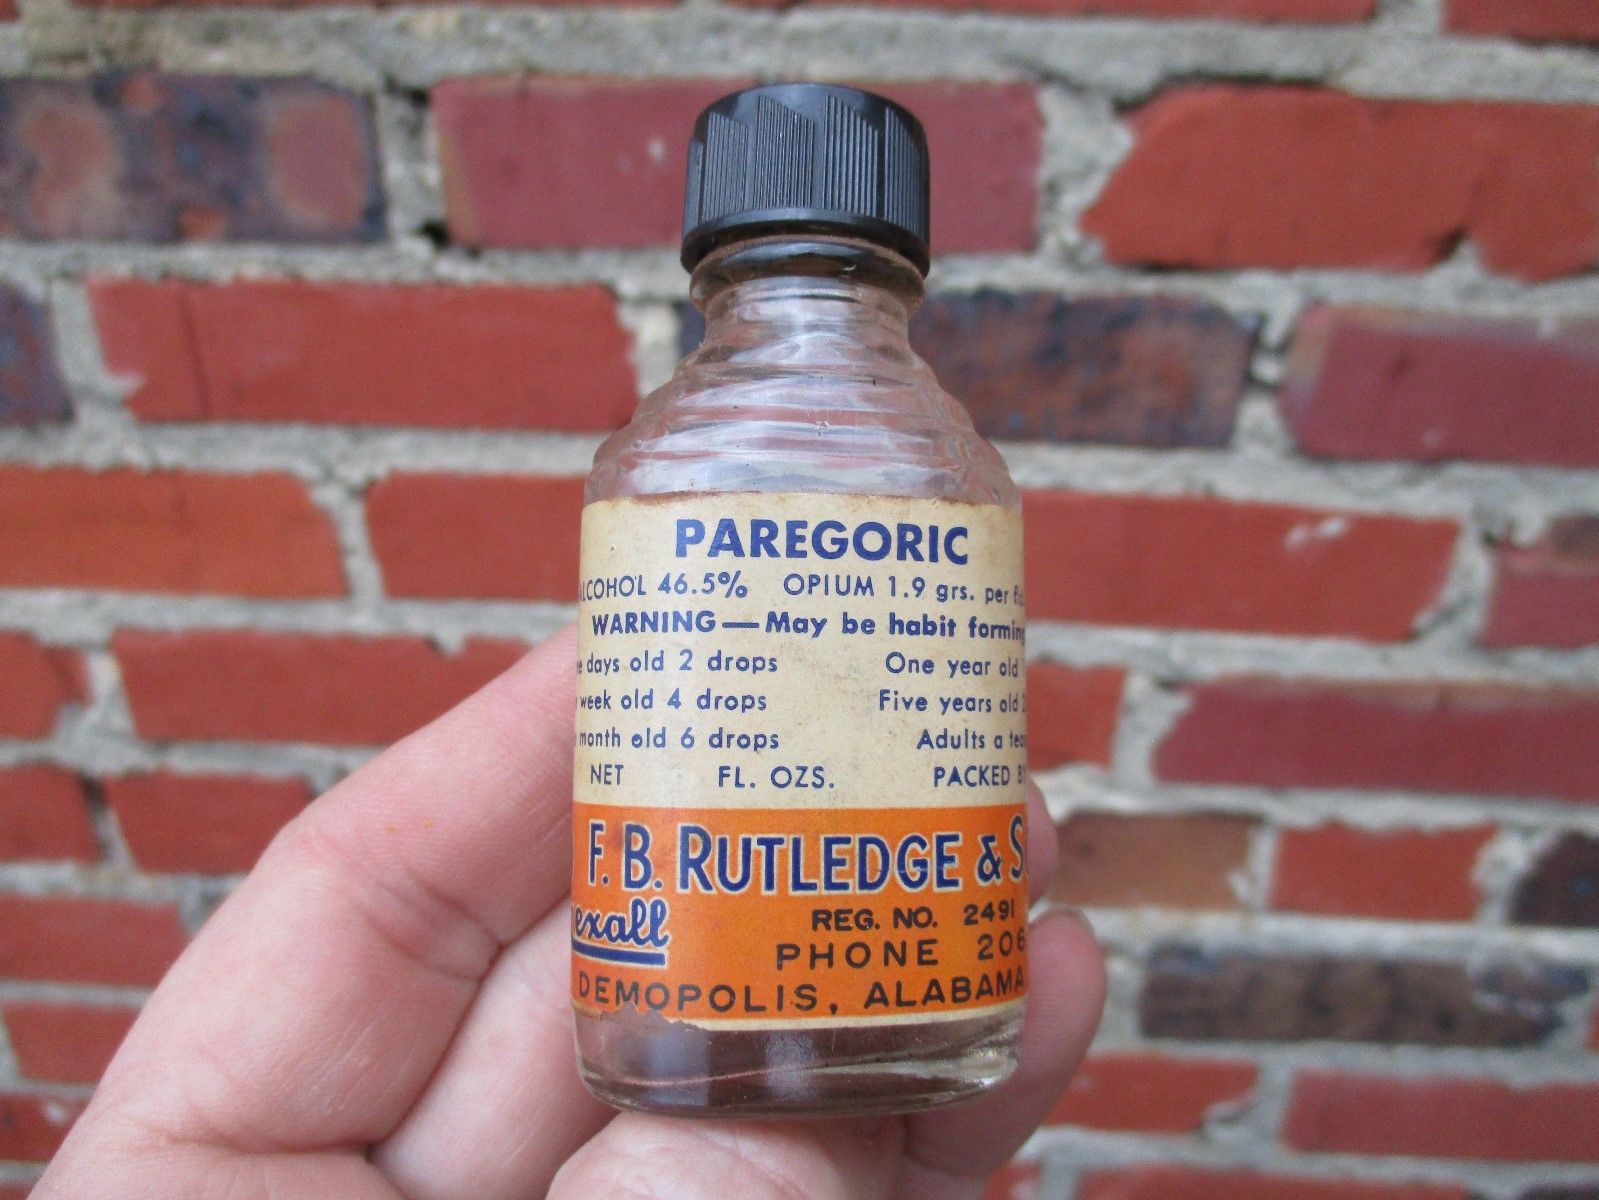 PAREGORIC
ALCOHOL 46.5% OPIUM 1.9 grs. per
WARNING—May be habit forming
days old 2 drops One year old
week old 4 drops Five years old
month old 6 drops Adults a
NET FL. OZS. PACKED
F. B. RUTLEDGE &
exall REG. NO. 2491
PHONE 206
DEMOPOLIS, ALABAMA